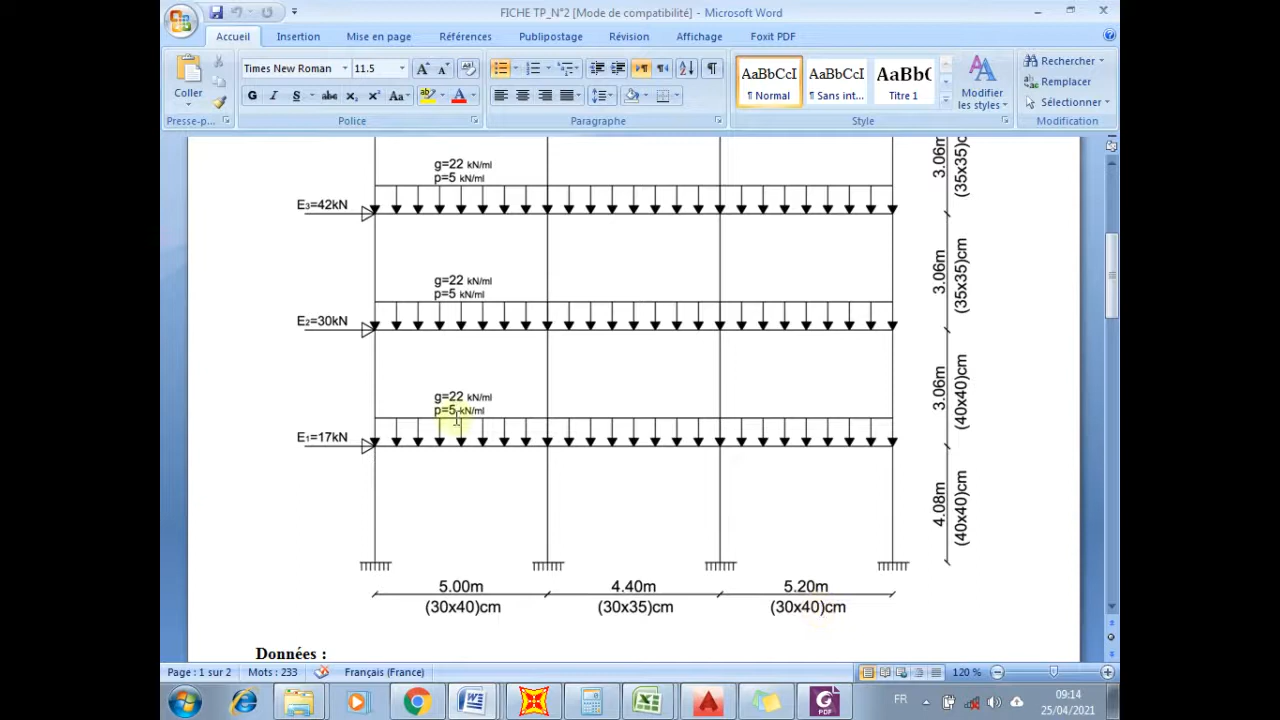 FICHE TP_N°2 [Mode de compatibilité] - Microsoft Word
Accueil Insertion Mise en page Références Publipostage Révision Affichage Foxit PDF
Times New Roman 11.5
Coller
G I S abe X₂ X² Aa
Presse-p... Police Paragraphe Style Modification
AaBbCcI AaBbCcI AaBbC
¶ Normal ¶ Sans int... Titre 1
Modifier les styles
Rechercher
Remplacer
Sélectionner
g=22 kN/ml
p=5 kN/ml
E3=42kN
3.06m
(35x35)cm
g=22 kN/ml
p=5 kN/ml
E2=30kN
3.06m
(35x35)cm
g=22 kN/ml
p=5 kN/ml
E1=17kN
3.06m
(40x40)cm
4.08m
(40x40)cm
5.00m 4.40m 5.20m
(30x40)cm (30x35)cm (30x40)cm
Données :
Page : 1 sur 2 Mots : 233 Français (France) 120 %
FR 09:14
25/04/2021